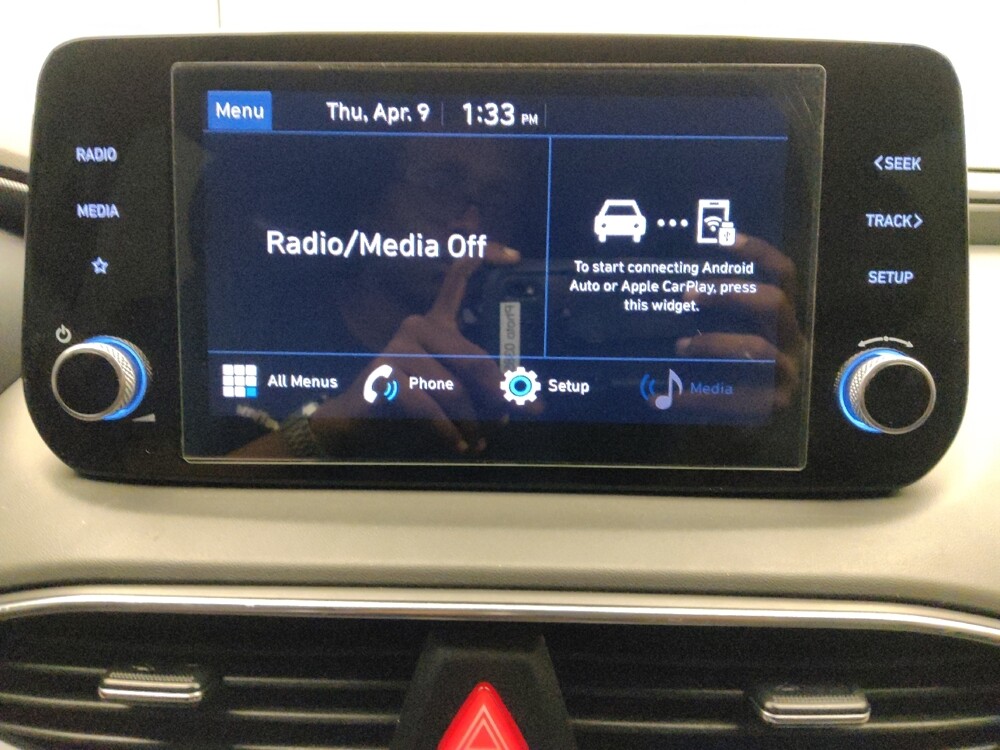 Menu
Thu, Apr. 9
1:33 PM
RADIO
MEDIA
<SEEK
TRACK>
SETUP
Radio/Media Off
To start connecting Android
Auto or Apple CarPlay, press
this widget.
All Menus
Phone
Setup
Media